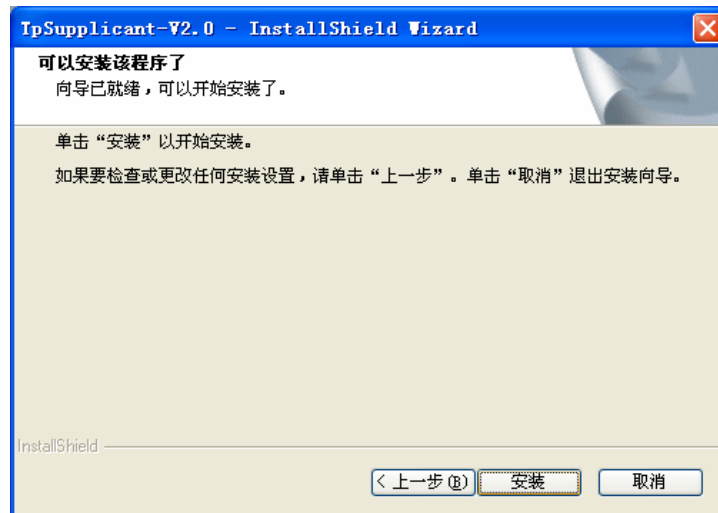 TpSupplicant-V2.0 - InstallShield Wizard
可以安装该程序了
向导已就绪，可以开始安装了。
单击“安装”以开始安装。
如果要检查或更改任何安装设置，请单击“上一步”。单击“取消”退出安装向导。
InstallShield
< 上一步(B) 安装 取消